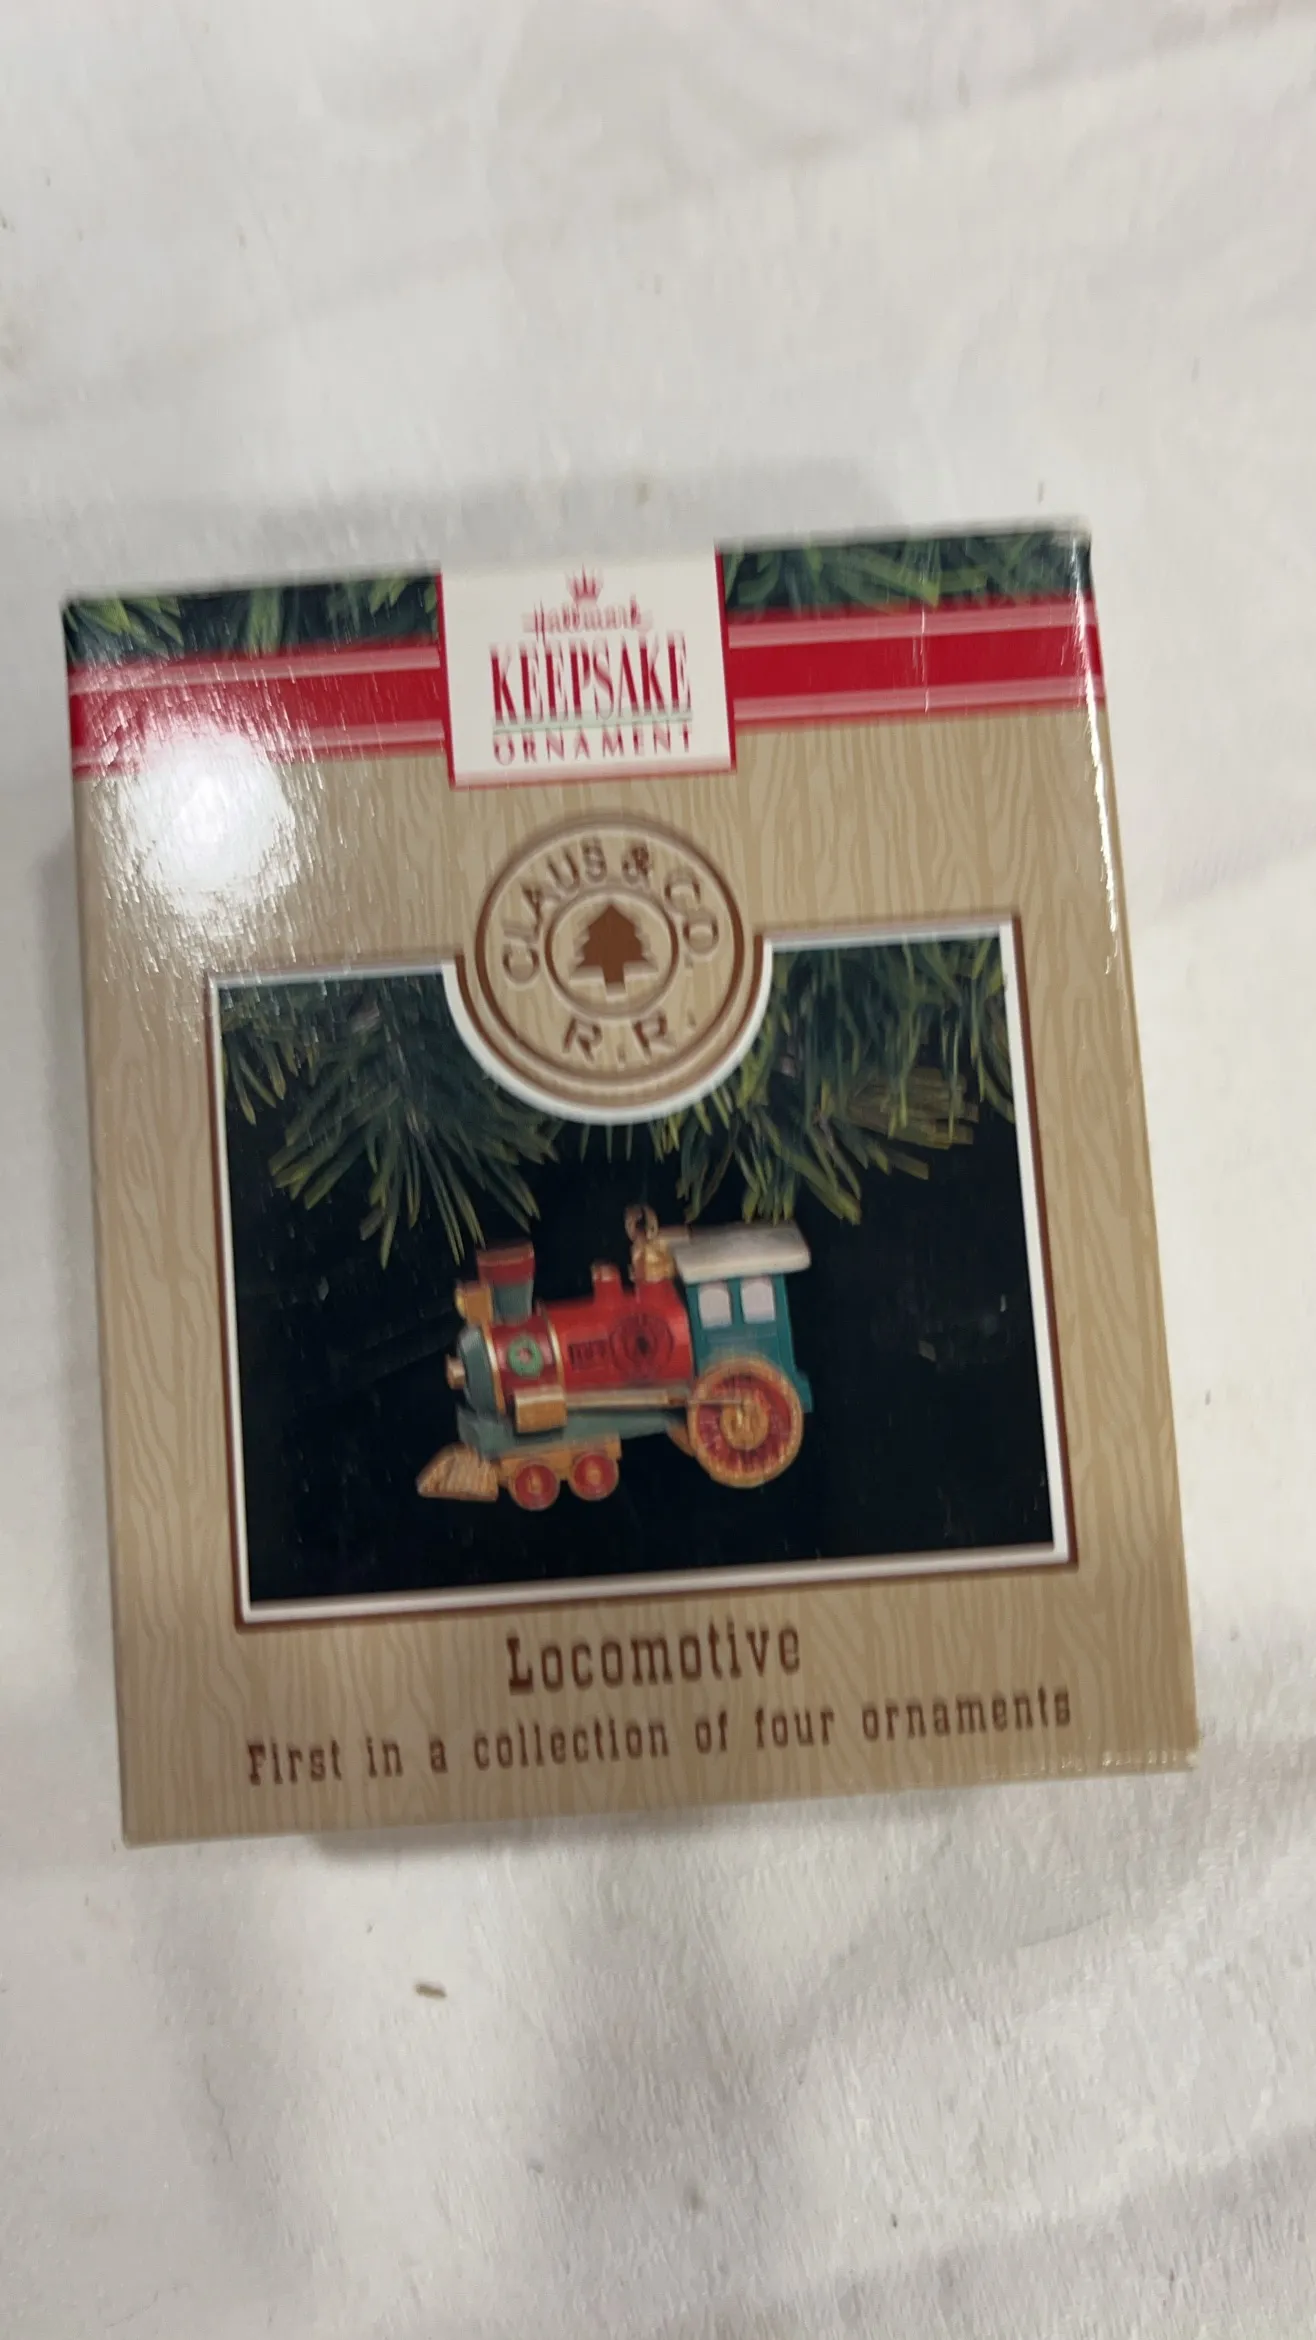 Hallmark
KEEPSAKE
ORNAMENT
CLAUS & CO.
R.R.
Locomotive
First in a collection of four ornaments